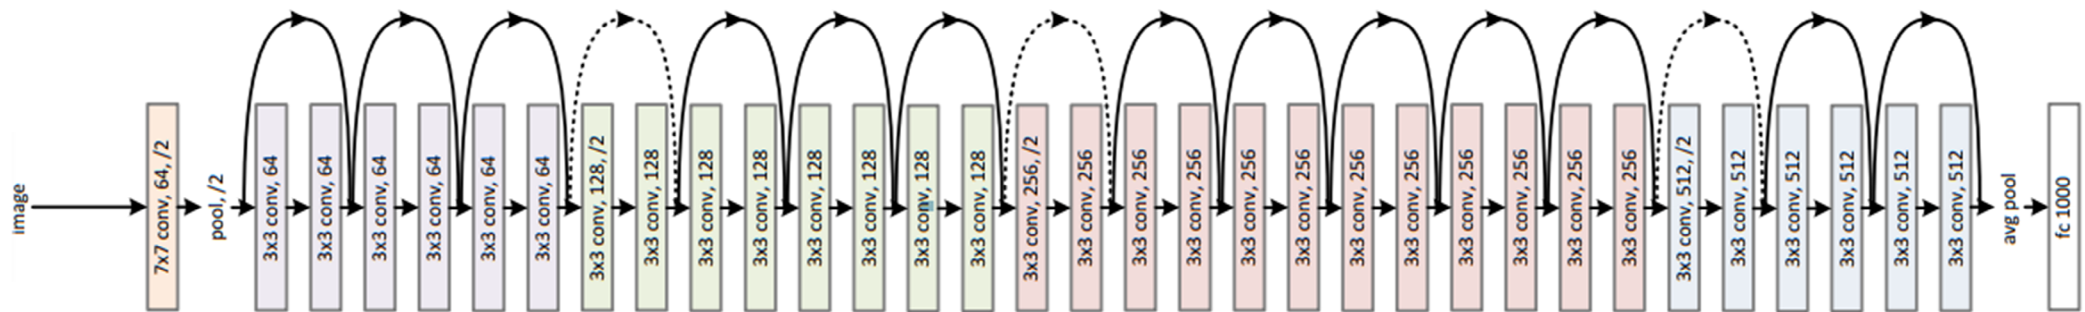 image
7x7 conv, 64, /2
pool, /2
3x3 conv, 64
3x3 conv, 64
3x3 conv, 64
3x3 conv, 64
3x3 conv, 64
3x3 conv, 64
3x3 conv, 128, /2
3x3 conv, 128
3x3 conv, 128
3x3 conv, 128
3x3 conv, 128
3x3 conv, 128
3x3 conv, 128
3x3 conv, 128
3x3 conv, 256, /2
3x3 conv, 256
3x3 conv, 256
3x3 conv, 256
3x3 conv, 256
3x3 conv, 256
3x3 conv, 256
3x3 conv, 256
3x3 conv, 256
3x3 conv, 256
3x3 conv, 256
3x3 conv, 256
3x3 conv, 512, /2
3x3 conv, 512
3x3 conv, 512
3x3 conv, 512
3x3 conv, 512
3x3 conv, 512
avg pool
fc 1000